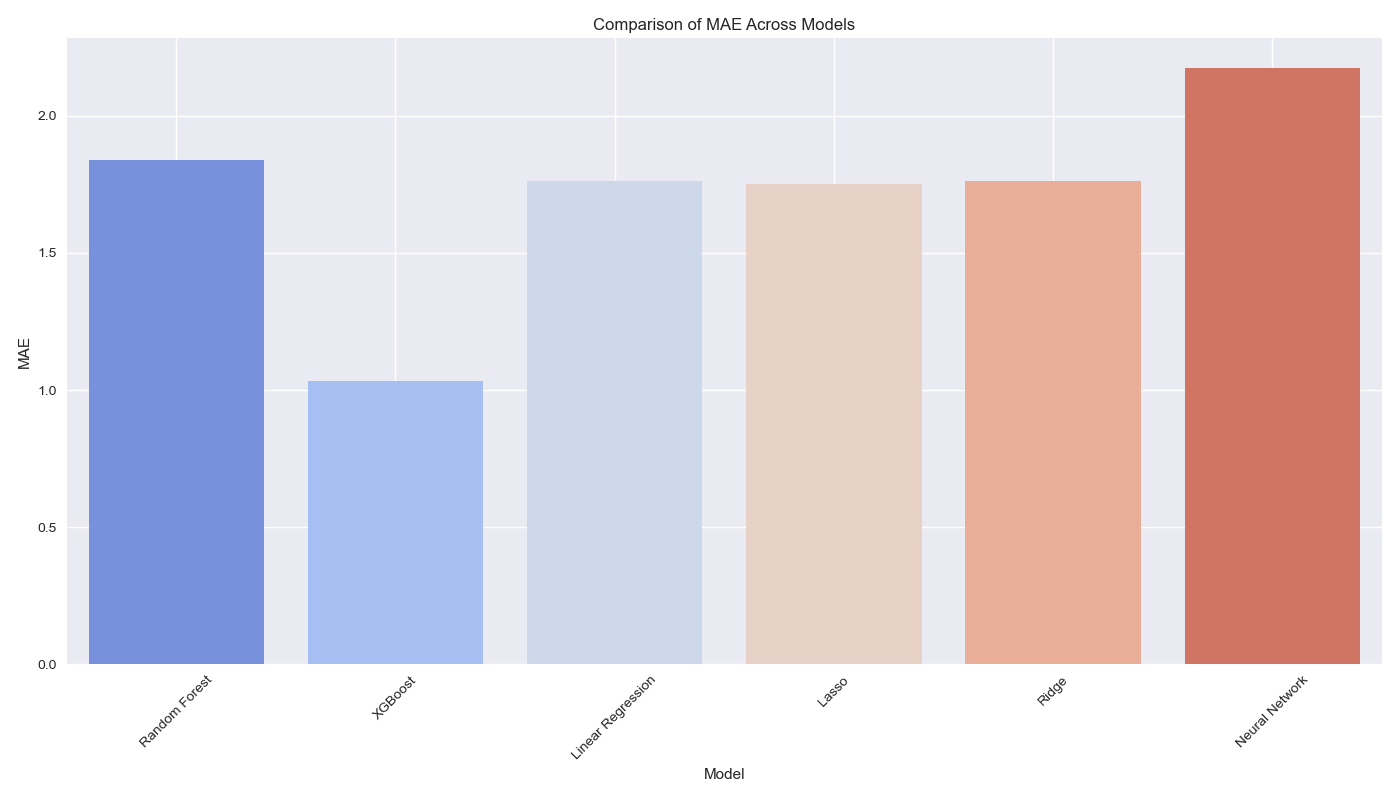 Comparison of MAE Across Models
MAE
2.0
1.5
1.0
0.5
0.0
Random Forest
XGBoost
Linear Regression
Lasso
Ridge
Neural Network
Model